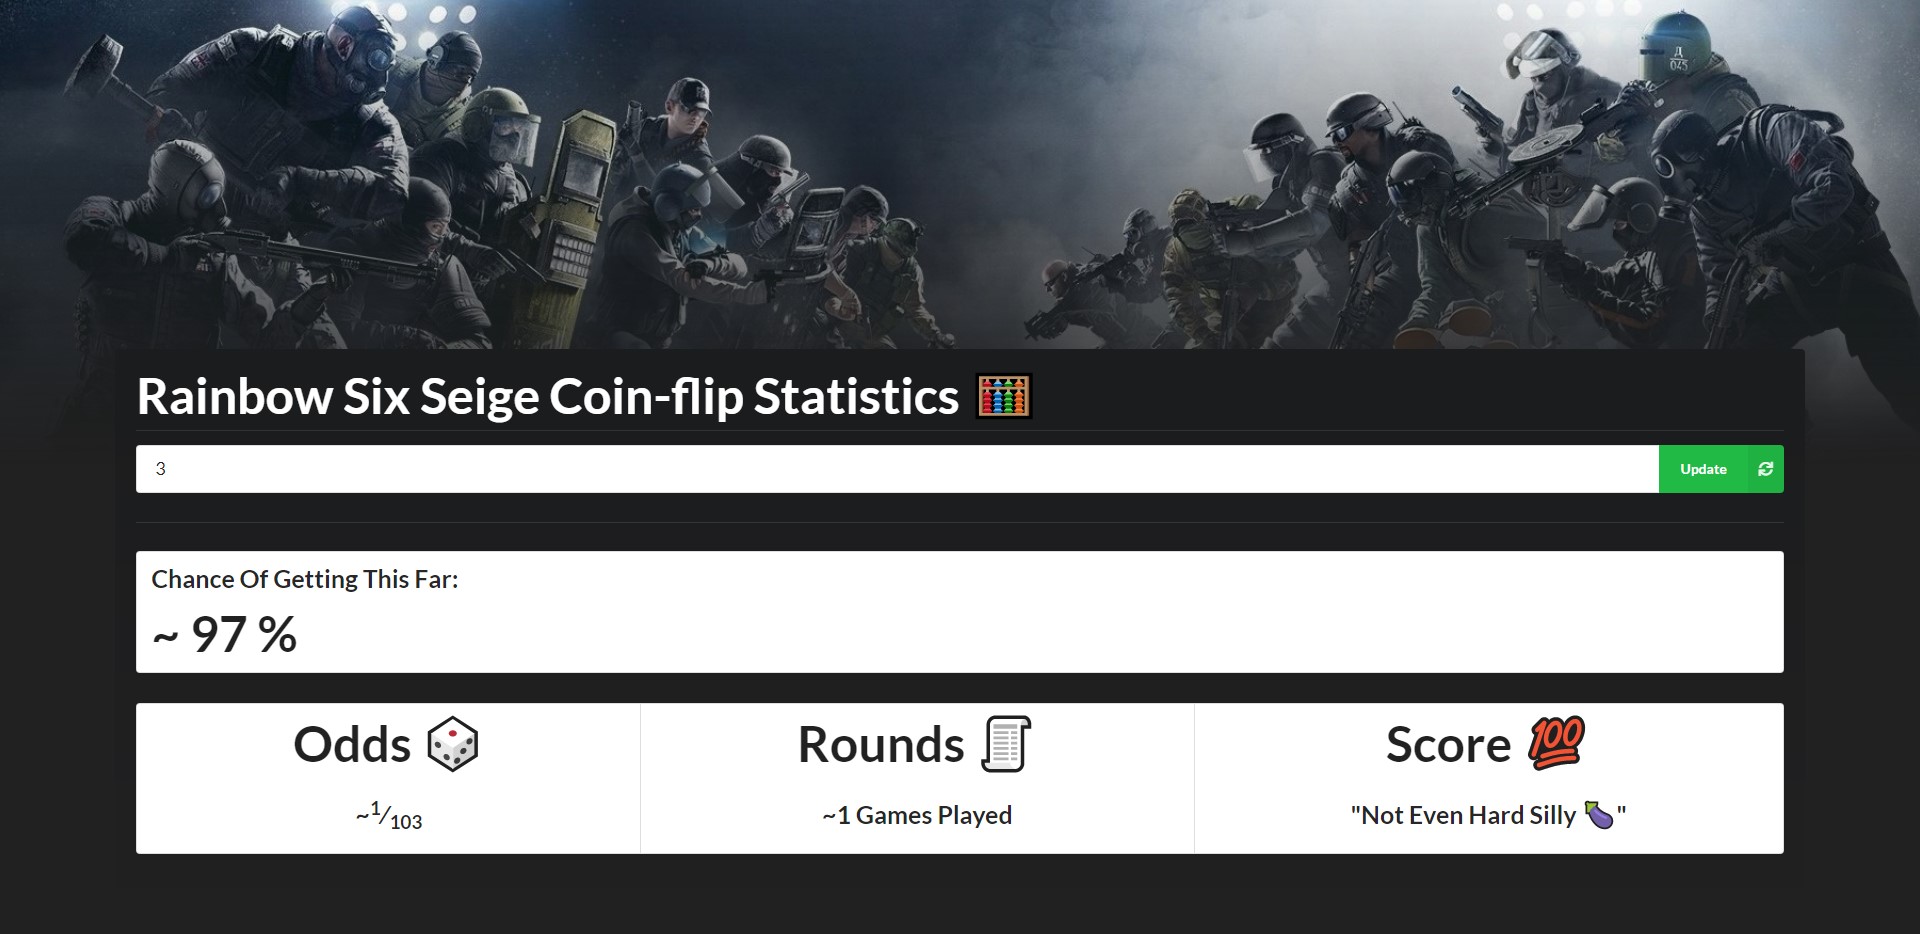 Д
045
Rainbow Six Seige Coin-flip Statistics
3
Update
Chance Of Getting This Far:
~ 97 %
Odds
Rounds
Score 💯
~1/103
~1 Games Played
"Not Even Hard Silly 🍆"